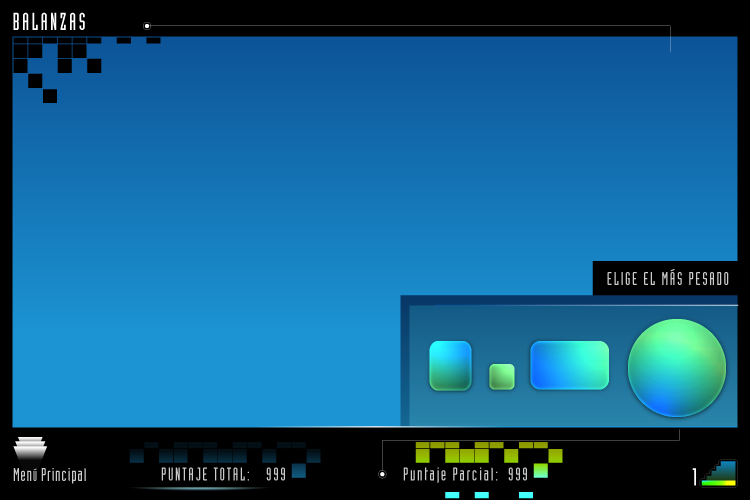 BALANZAS
ELIGE EL MÁS PESADO
Menú Principal
PUNTAJE TOTAL: 999
Puntaje Parcial: 999
1